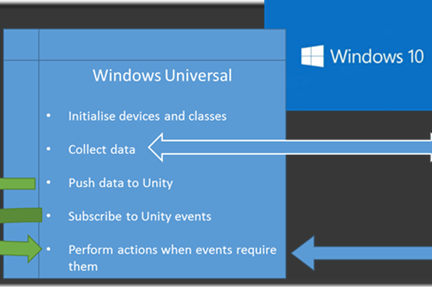 Windows 10
Windows Universal
• Initialise devices and classes
• Collect data
• Push data to Unity
• Subscribe to Unity events
• Perform actions when events require
them